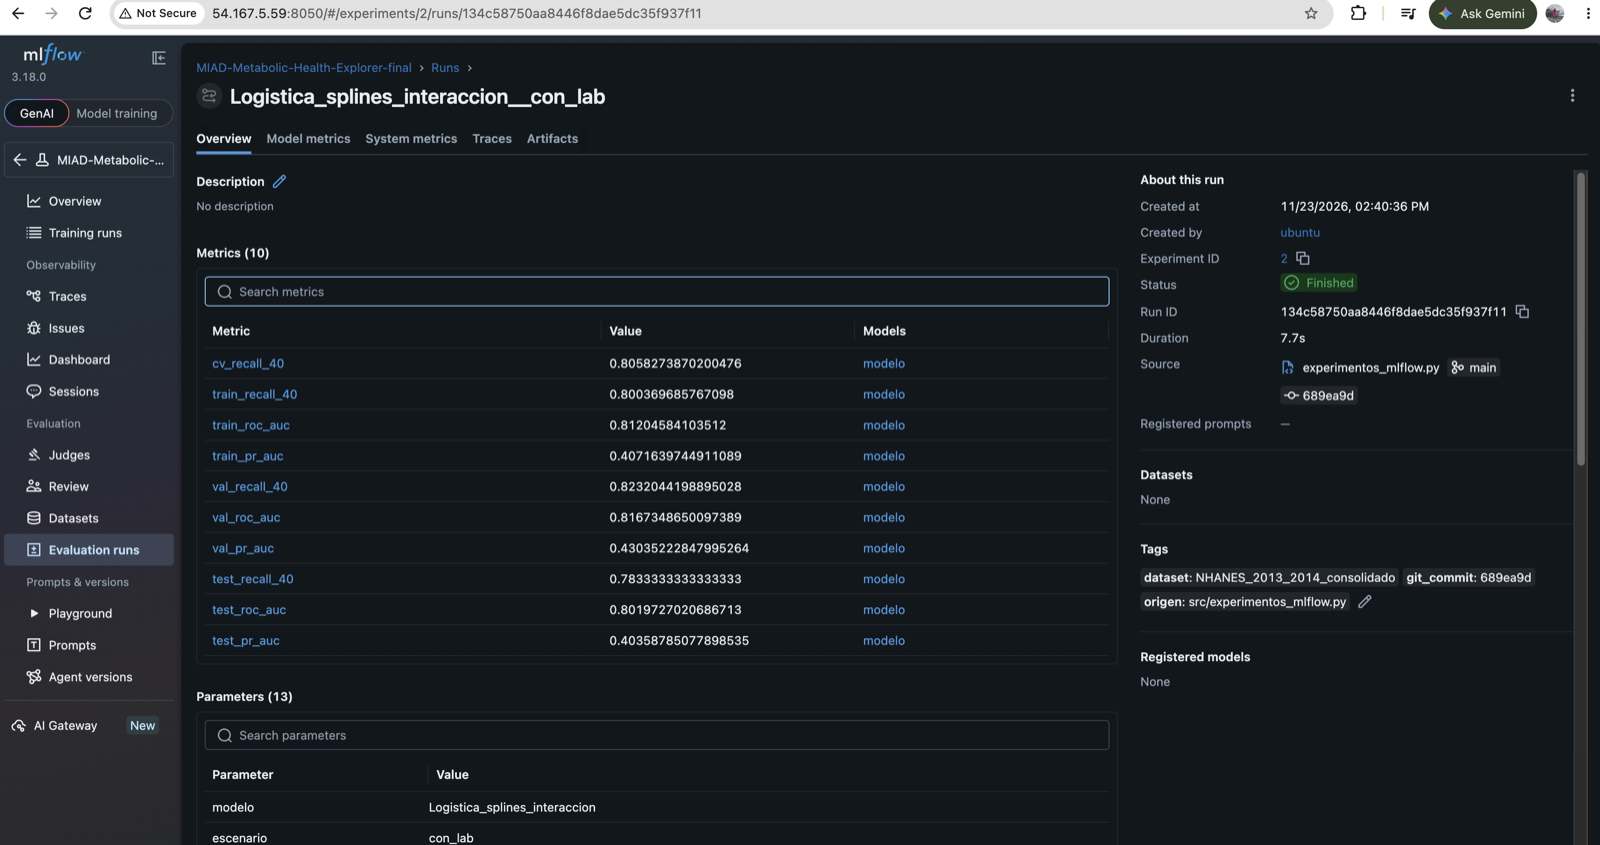 Not Secure
54.167.5.59:8050/#/experiments/2/runs/134c58750aa8446f8dae5dc35f937f11
Ask Gemini
mlflow
3.18.0
GenAI
Model training
MIAD-Metabolic-...
Overview
Training runs
Observability
Traces
Issues
Dashboard
Sessions
Evaluation
Judges
Review
Datasets
Evaluation runs
Prompts & versions
Playground
Prompts
Agent versions
AI Gateway New
MIAD-Metabolic-Health-Explorer-final › Runs ›
Logistica_splines_interaccion__con_lab
Overview Model metrics System metrics Traces Artifacts
Description
No description
Metrics (10)
Search metrics
Metric Value Models
cv_recall_40 0.8058273870200476 modelo
train_recall_40 0.800369685767098 modelo
train_roc_auc 0.81204584103512 modelo
train_pr_auc 0.4071639744911089 modelo
val_recall_40 0.8232044198895028 modelo
val_roc_auc 0.8167348650097389 modelo
val_pr_auc 0.43035222847995264 modelo
test_recall_40 0.7833333333333333 modelo
test_roc_auc 0.8019727020686713 modelo
test_pr_auc 0.40358785077898535 modelo
Parameters (13)
Search parameters
Parameter Value
modelo Logistica_splines_interaccion
escenario con_lab
About this run
Created at 11/23/2026, 02:40:36 PM
Created by ubuntu
Experiment ID 2
Status Finished
Run ID 134c58750aa8446f8dae5dc35f937f11
Duration 7.7s
Source experimentos_mlflow.py main
689ea9d
Registered prompts —
Datasets
None
Tags
dataset: NHANES_2013_2014_consolidado git_commit: 689ea9d
origen: src/experimentos_mlflow.py
Registered models
None